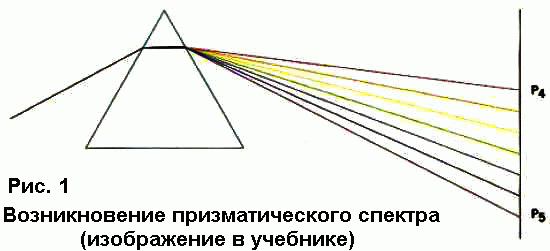 P4
P5
Рис. 1
Возникновение призматического спектра
(изображение в учебнике)